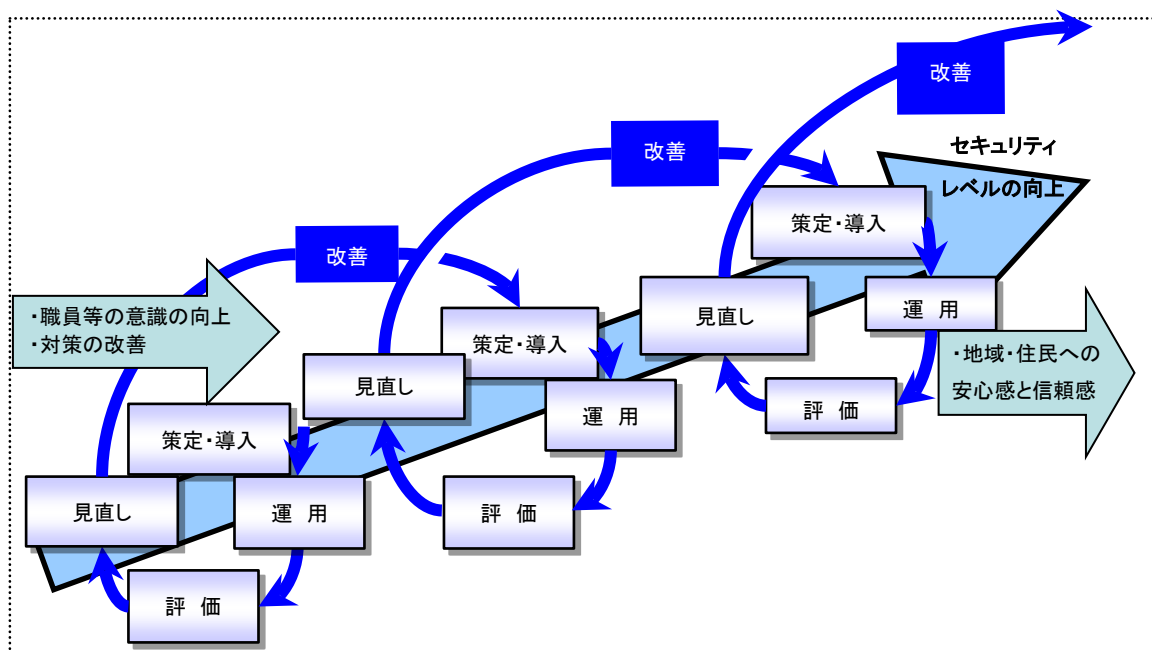 改善
改善
改善
セキュリティ
レベルの向上
策定・導入
運　用
見直し
評　価
・地域・住民への
安心感と信頼感
策定・導入
運　用
見直し
評　価
・職員等の意識の向上
・対策の改善
策定・導入
運　用
見直し
評　価